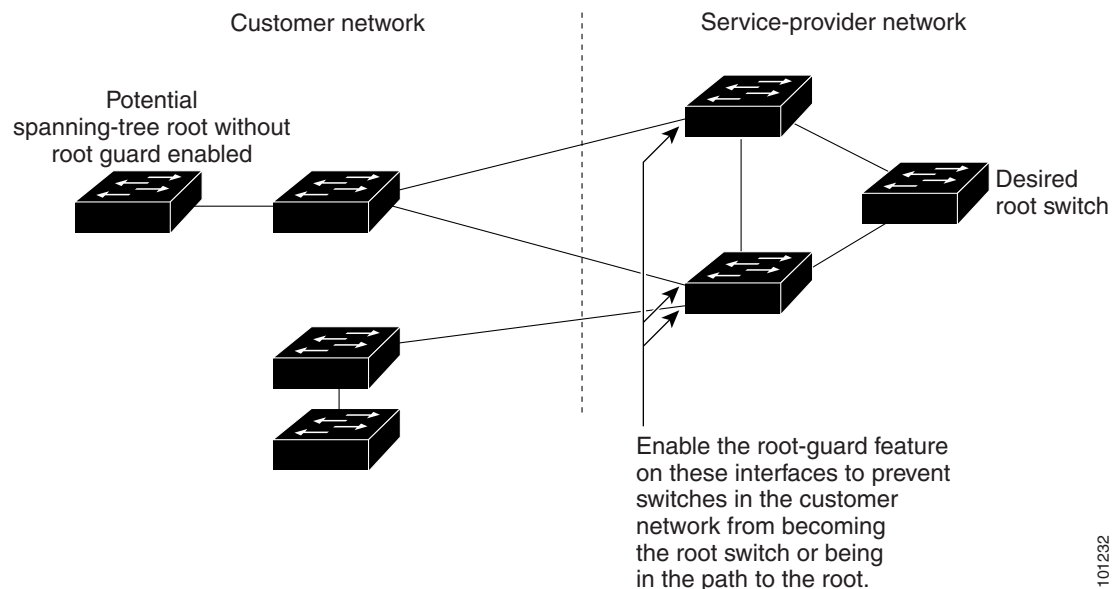 Customer network
Service-provider network
Potential
spanning-tree root without
root guard enabled
Desired
root switch
Enable the root-guard feature
on these interfaces to prevent
switches in the customer
network from becoming
the root switch or being
in the path to the root.
101232